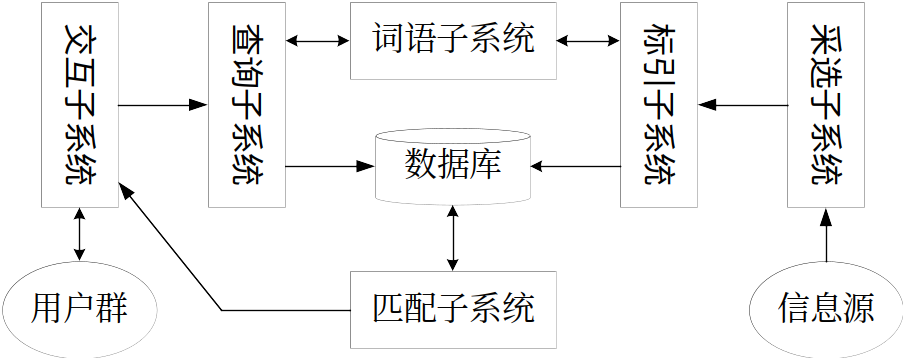 交互子系统
查询子系统
词语子系统
标引子系统
采选子系统
数据库
用户群
匹配子系统
信息源